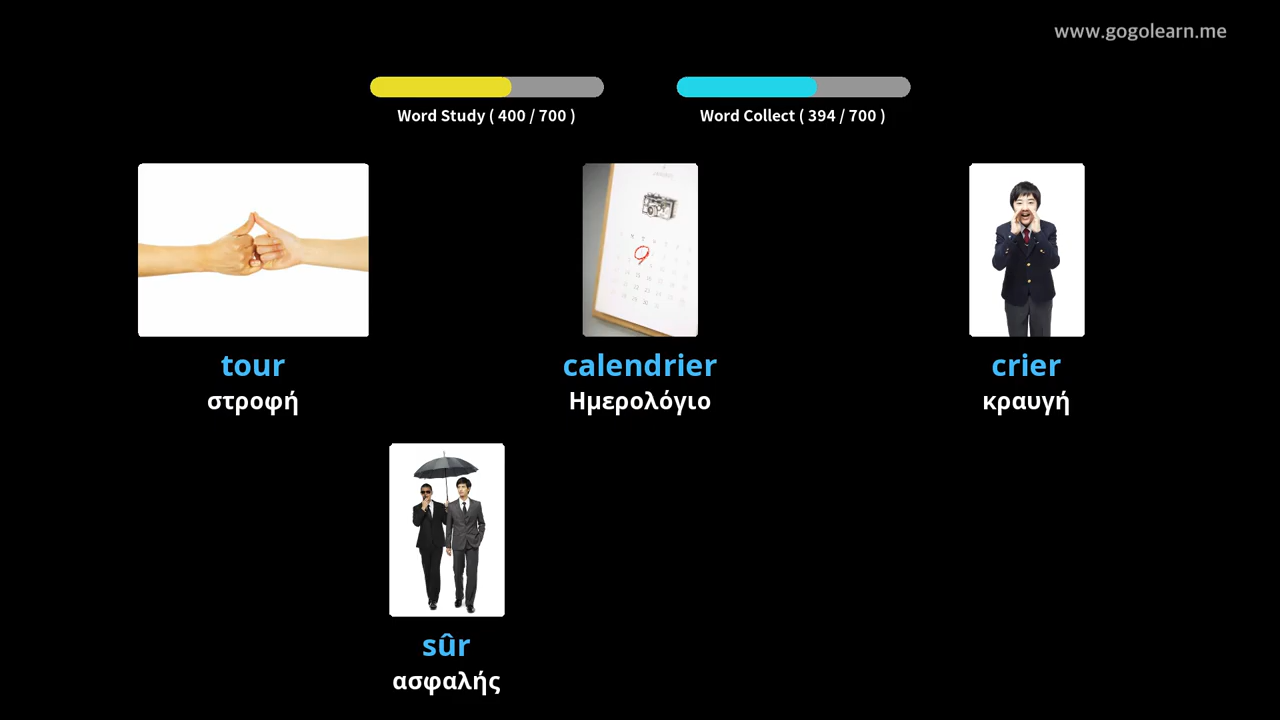 www.gogolearn.me
Word Study ( 400 / 700 )
Word Collect ( 394 / 700 )
tour
στροφή
calendrier
Ημερολόγιο
crier
κραυγή
sûr
ασφαλής